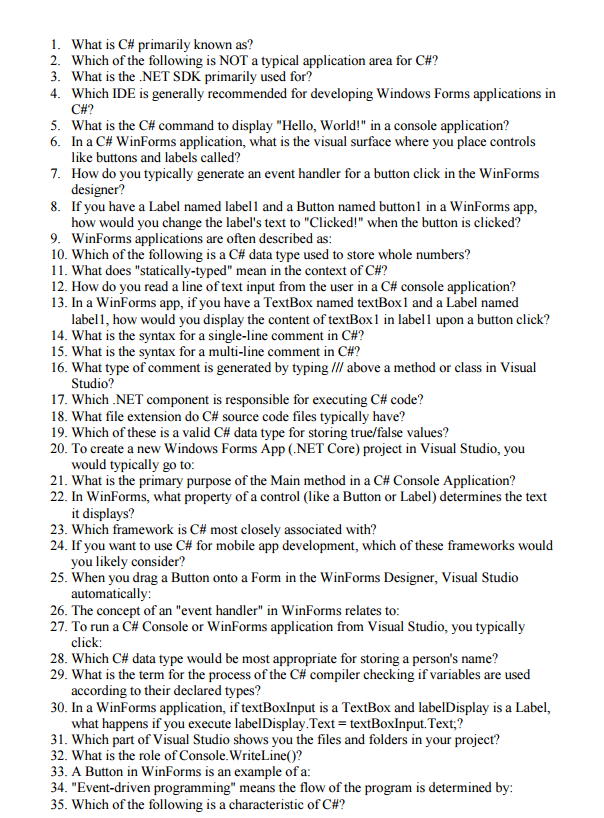 1. What is C# primarily known as?
2. Which of the following is NOT a typical application area for C#?
3. What is the .NET SDK primarily used for?
4. Which IDE is generally recommended for developing Windows Forms applications in
C#?
5. What is the C# command to display "Hello, World!" in a console application?
6. In a C# WinForms application, what is the visual surface where you place controls
like buttons and labels called?
7. How do you typically generate an event handler for a button click in the WinForms
designer?
8. If you have a Label named label1 and a Button named button1 in a WinForms app,
how would you change the label's text to "Clicked!" when the button is clicked?
9. WinForms applications are often described as:
10. Which of the following is a C# data type used to store whole numbers?
11. What does "statically-typed" mean in the context of C#?
12. How do you read a line of text input from the user in a C# console application?
13. In a WinForms app, if you have a TextBox named textBox1 and a Label named
label1, how would you display the content of textBox1 in label1 upon a button click?
14. What is the syntax for a single-line comment in C#?
15. What is the syntax for a multi-line comment in C#?
16. What type of comment is generated by typing /// above a method or class in Visual
Studio?
17. Which .NET component is responsible for executing C# code?
18. What file extension do C# source code files typically have?
19. Which of these is a valid C# data type for storing true/false values?
20. To create a new Windows Forms App (.NET Core) project in Visual Studio, you
would typically go to:
21. What is the primary purpose of the Main method in a C# Console Application?
22. In WinForms, what property of a control (like a Button or Label) determines the text
it displays?
23. Which framework is C# most closely associated with?
24. If you want to use C# for mobile app development, which of these frameworks would
you likely consider?
25. When you drag a Button onto a Form in the WinForms Designer, Visual Studio
automatically:
26. The concept of an "event handler" in WinForms relates to:
27. To run a C# Console or WinForms application from Visual Studio, you typically
click:
28. Which C# data type would be most appropriate for storing a person's name?
29. What is the term for the process of the C# compiler checking if variables are used
according to their declared types?
30. In a WinForms application, if textBoxInput is a TextBox and labelDisplay is a Label,
what happens if you execute labelDisplay.Text = textBoxInput.Text;?
31. Which part of Visual Studio shows you the files and folders in your project?
32. What is the role of Console.WriteLine()?
33. A Button in WinForms is an example of a:
34. "Event-driven programming" means the flow of the program is determined by:
35. Which of the following is a characteristic of C#?